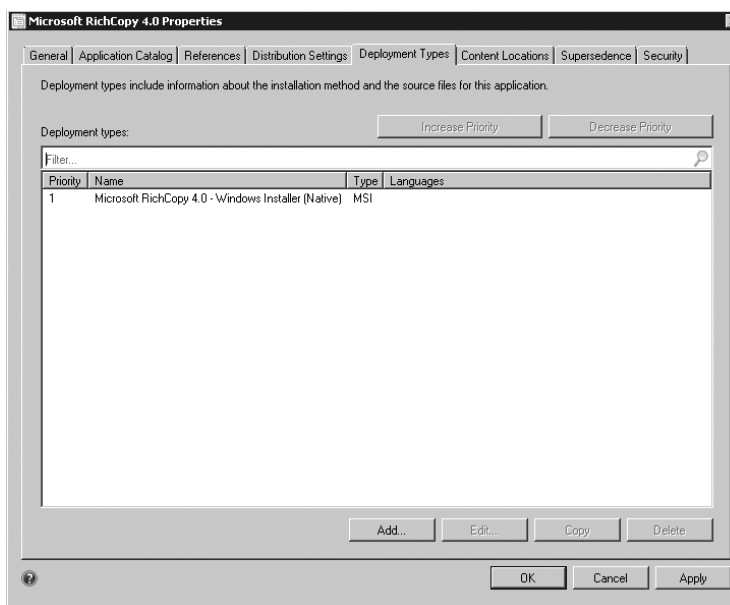 Microsoft RichCopy 4.0 Properties
General Application Catalog References Distribution Settings Deployment Types Content Locations Supersedence Security
Deployment types include information about the installation method and the source files for this application.
Increase Priority Decrease Priority
Deployment types:
Filter...
Priority Name Type Languages
1 Microsoft RichCopy 4.0 - Windows Installer (Native) MSI
Add... Edit... Copy Delete
OK Cancel Apply